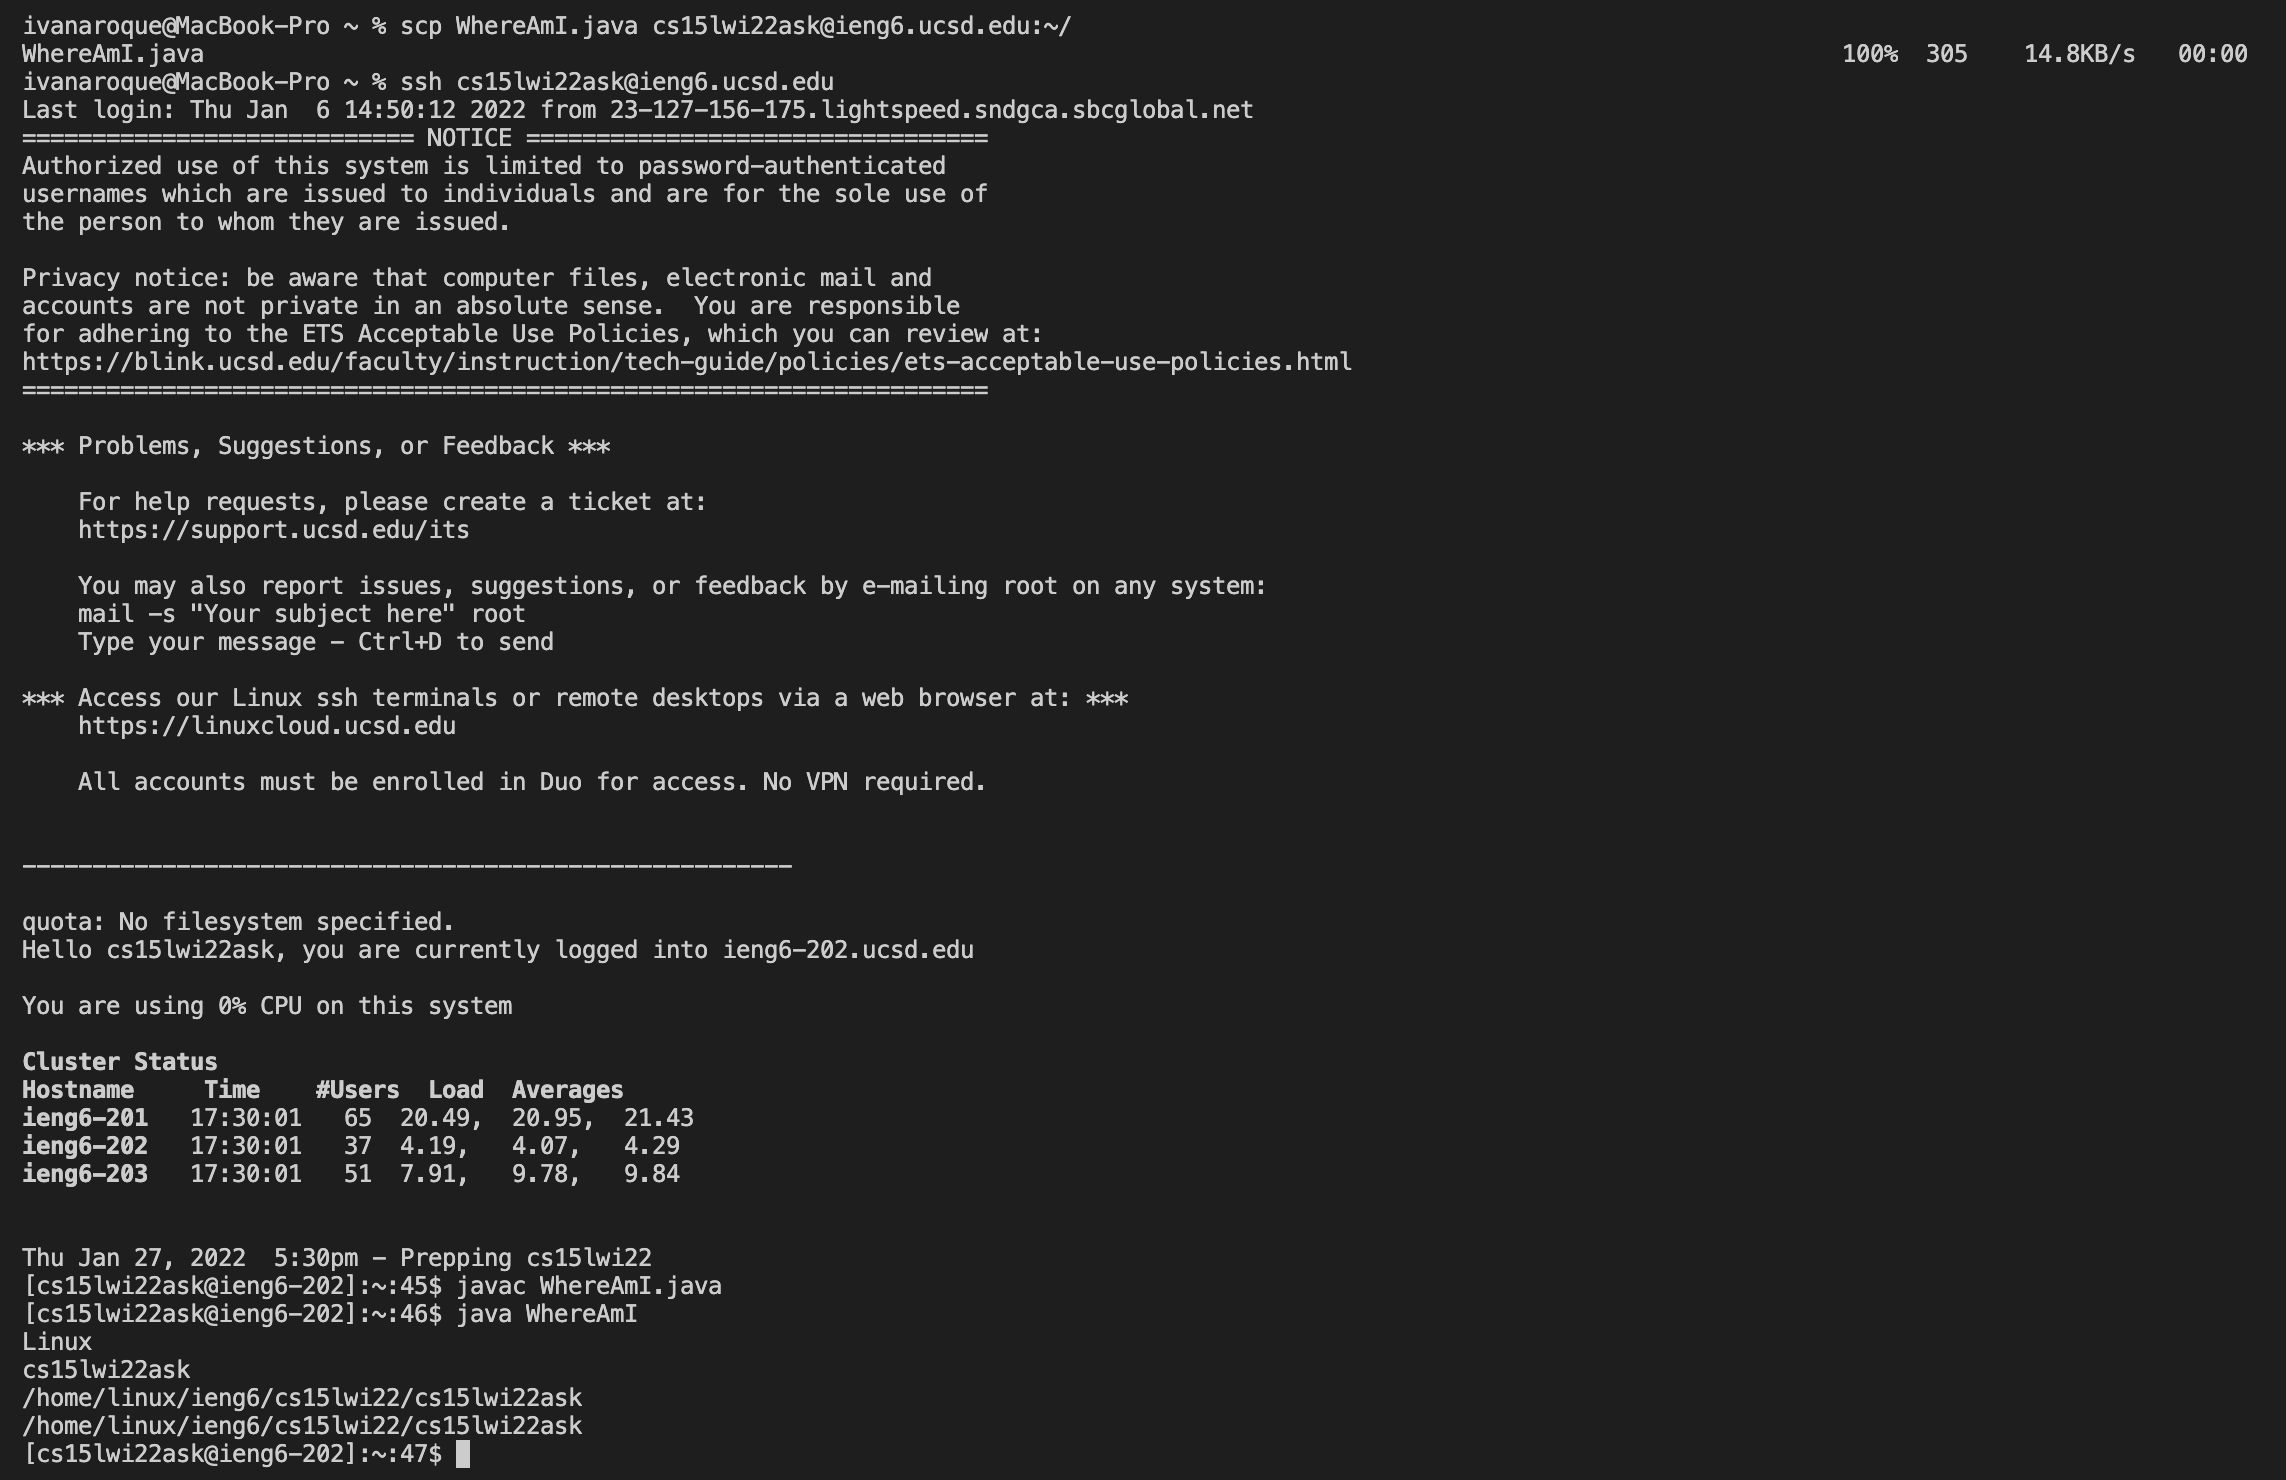 ivanaroque@MacBook-Pro ~ % scp WhereAmI.java cs15lwi22ask@ieng6.ucsd.edu:~/
WhereAmI.java 100% 305 14.8KB/s 00:00
ivanaroque@MacBook-Pro ~ % ssh cs15lwi22ask@ieng6.ucsd.edu
Last login: Thu Jan  6 14:50:12 2022 from 23-127-156-175.lightspeed.sndgca.sbcglobal.net
============================ NOTICE =================================
Authorized use of this system is limited to password-authenticated
usernames which are issued to individuals and are for the sole use of
the person to whom they are issued.

Privacy notice: be aware that computer files, electronic mail and
accounts are not private in an absolute sense.  You are responsible
for adhering to the ETS Acceptable Use Policies, which you can review at:
https://blink.ucsd.edu/faculty/instruction/tech-guide/policies/ets-acceptable-use-policies.html
=====================================================================

*** Problems, Suggestions, or Feedback ***

    For help requests, please create a ticket at:
    https://support.ucsd.edu/its

    You may also report issues, suggestions, or feedback by e-mailing root on any system:
    mail -s "Your subject here" root
    Type your message - Ctrl+D to send

*** Access our Linux ssh terminals or remote desktops via a web browser at: ***
    https://linuxcloud.ucsd.edu

    All accounts must be enrolled in Duo for access. No VPN required.

-------------------------------------------------------

quota: No filesystem specified.
Hello cs15lwi22ask, you are currently logged into ieng6-202.ucsd.edu

You are using 0% CPU on this system

Cluster Status
Hostname     Time    #Users  Load  Averages
ieng6-201   17:30:01   65  20.49,  20.95,  21.43
ieng6-202   17:30:01   37  4.19,   4.07,   4.29
ieng6-203   17:30:01   51  7.91,   9.78,   9.84

Thu Jan 27, 2022  5:30pm - Prepping cs15lwi22
[cs15lwi22ask@ieng6-202]:~:45$ javac WhereAmI.java
[cs15lwi22ask@ieng6-202]:~:46$ java WhereAmI
Linux
cs15lwi22ask
/home/linux/ieng6/cs15lwi22/cs15lwi22ask
/home/linux/ieng6/cs15lwi22/cs15lwi22ask
[cs15lwi22ask@ieng6-202]:~:47$